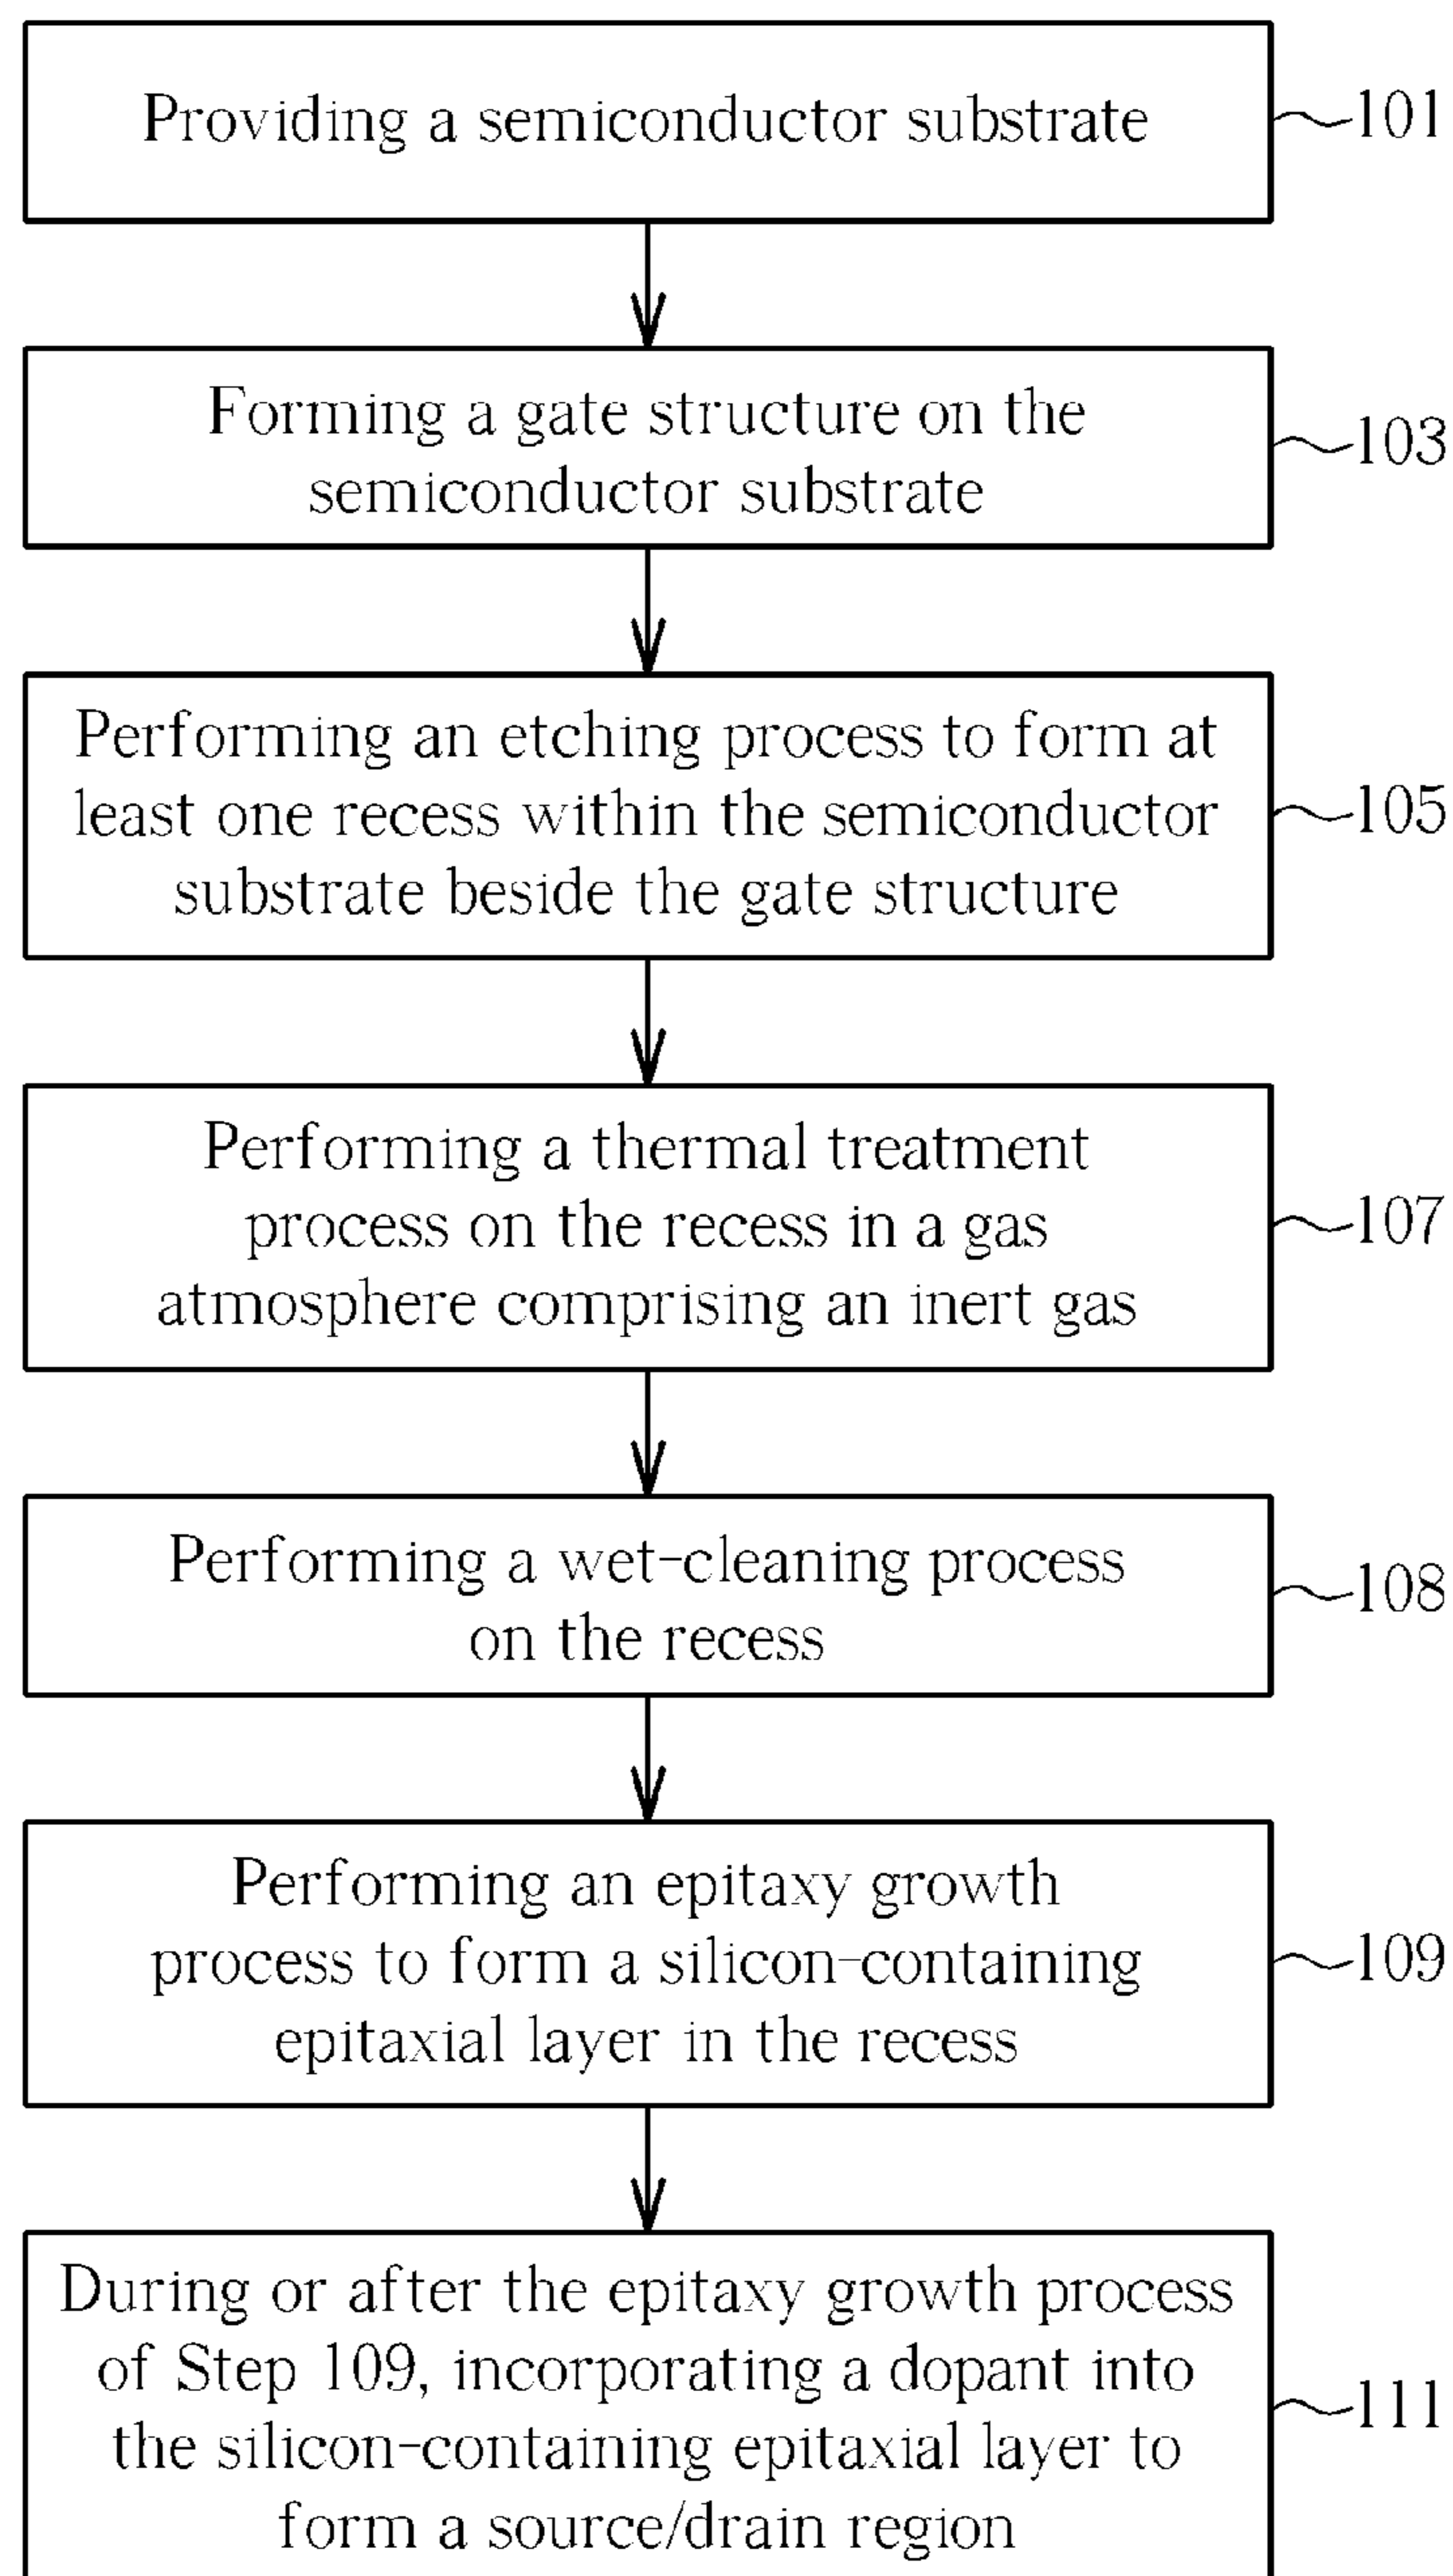 Providing a semiconductor substrate
101
Forming a gate structure on the
semiconductor substrate
103
Performing an etching process to form at
least one recess within the semiconductor
substrate beside the gate structure
105
Performing a thermal treatment
process on the recess in a gas
atmosphere comprising an inert gas
107
Performing a wet-cleaning process
on the recess
108
Performing an epitaxy growth
process to form a silicon-containing
epitaxial layer in the recess
109
During or after the epitaxy growth process
of Step 109, incorporating a dopant into
the silicon-containing epitaxial layer to
form a source/drain region
111